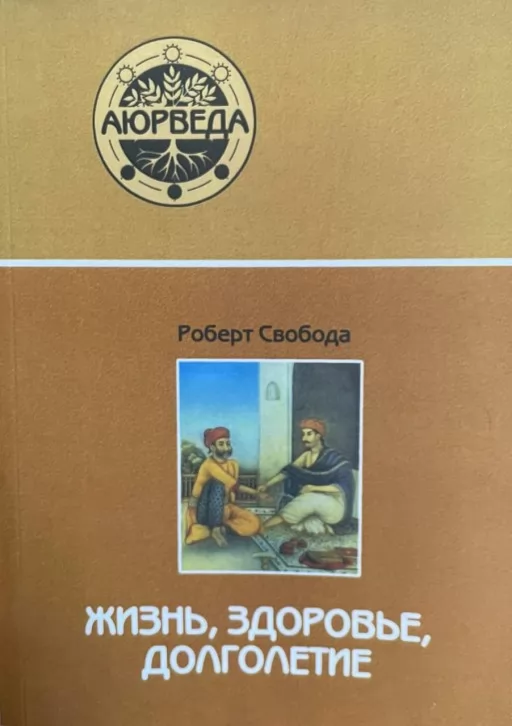 АЮРВЕДА
Роберт Свобода
ЖИЗНЬ, ЗДОРОВЬЕ,
ДОЛГОЛЕТИЕ